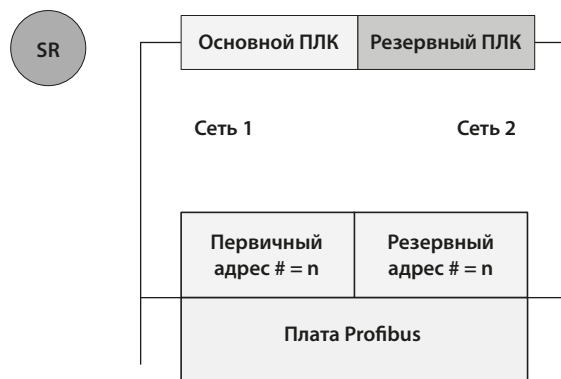 SR
Основной ПЛК
Резервный ПЛК
Сеть 1
Сеть 2
Первичный
адрес # = n
Резервный
адрес # = n
Плата Profibus